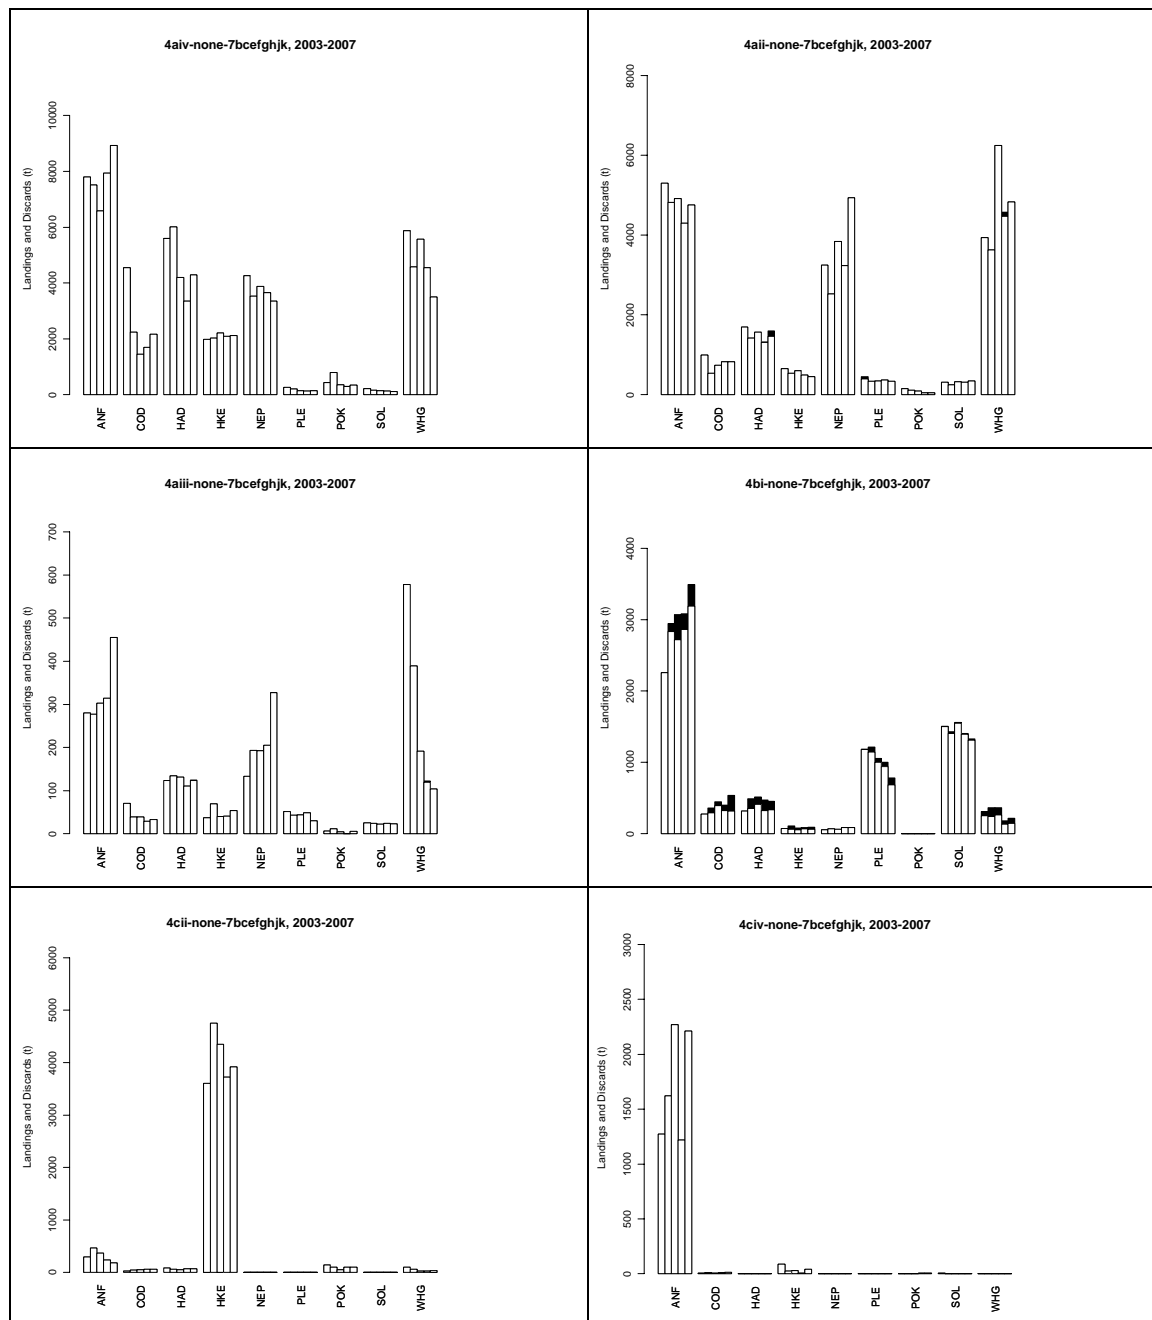 4aiv-none-7bcefghjk, 2003-2007
Landings and Discards (t)
0 2000 4000 6000 8000 10000
ANF COD HAD HKE NEP PLE POK SOL WHG
4aii-none-7bcefghjk, 2003-2007
Landings and Discards (t)
0 2000 4000 6000 8000
ANF COD HAD HKE NEP PLE POK SOL WHG
4aiii-none-7bcefghjk, 2003-2007
Landings and Discards (t)
0 100 200 300 400 500 600 700
ANF COD HAD HKE NEP PLE POK SOL WHG
4bi-none-7bcefghjk, 2003-2007
Landings and Discards (t)
0 1000 2000 3000 4000
ANF COD HAD HKE NEP PLE POK SOL WHG
4cii-none-7bcefghjk, 2003-2007
Landings and Discards (t)
0 1000 2000 3000 4000 5000 6000
ANF COD HAD HKE NEP PLE POK SOL WHG
4civ-none-7bcefghjk, 2003-2007
Landings and Discards (t)
0 500 1000 1500 2000 2500 3000
ANF COD HAD HKE NEP PLE POK SOL WHG